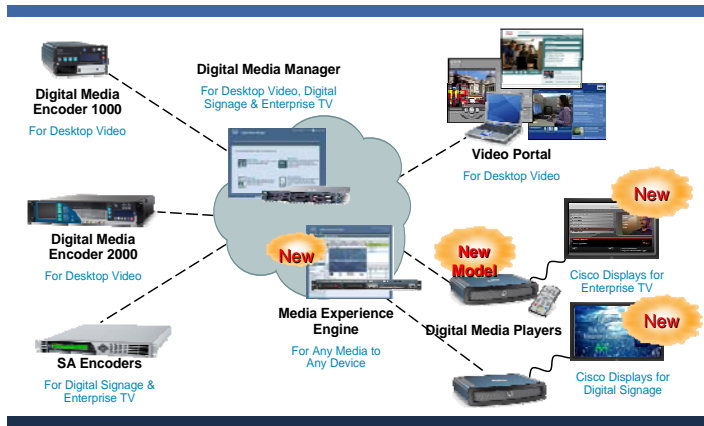 Digital Media
Encoder 1000
For Desktop Video
Digital Media Manager
For Desktop Video, Digital
Signage & Enterprise TV
Video Portal
For Desktop Video
Digital Media
Encoder 2000
For Desktop Video
New
Media Experience
Engine
For Any Media to
Any Device
New
Model
Digital Media Players
New
Cisco Displays for
Enterprise TV
New
Cisco Displays for
Digital Signage
SA Encoders
For Digital Signage &
Enterprise TV